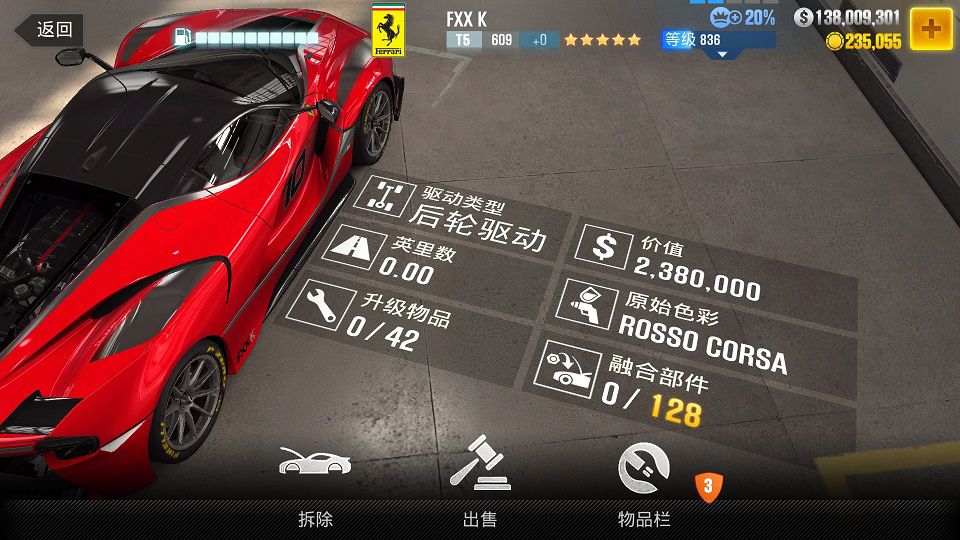 返回
Ferrari
FXX K
T5 609 +0
等级 836
20%
138,009,301
235,055
驱动类型
后轮驱动
英里数
0.00
升级物品
0/42
价值
2,380,000
原始色彩
ROSSO CORSA
融合部件
0/128
FXX K
拆除
出售
物品栏
3